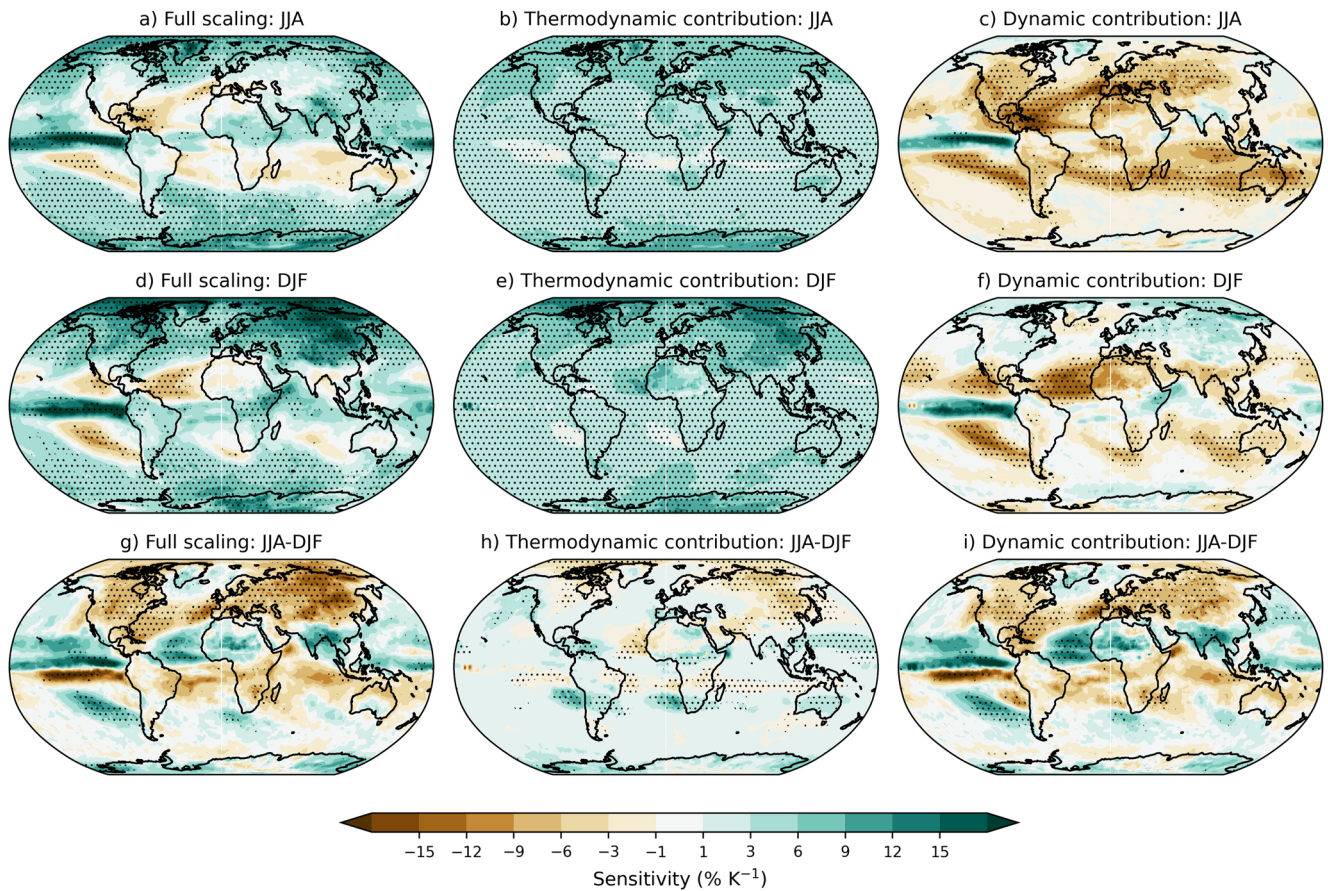 a) Full scaling: JJA
b) Thermodynamic contribution: JJA
c) Dynamic contribution: JJA
d) Full scaling: DJF
e) Thermodynamic contribution: DJF
f) Dynamic contribution: DJF
g) Full scaling: JJA-DJF
h) Thermodynamic contribution: JJA-DJF
i) Dynamic contribution: JJA-DJF
−15 −12 −9 −6 −3 −1 1 3 6 9 12 15
Sensitivity (% K⁻¹)